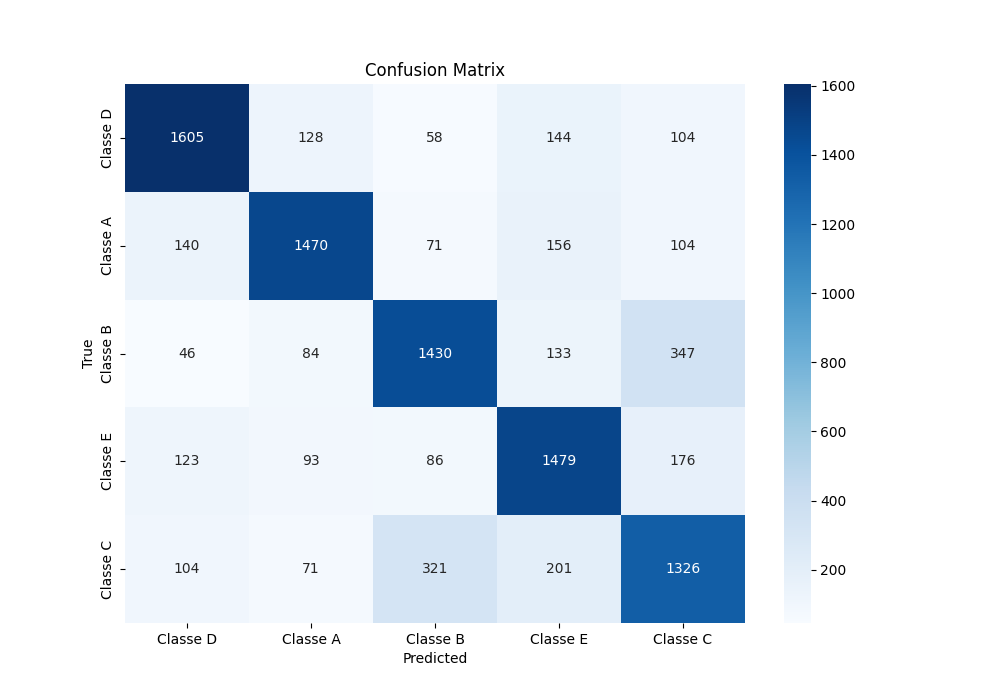 Confusion Matrix
Classe D 1605 128 58 144 104
Classe A 140 1470 71 156 104
Classe B 46 84 1430 133 347
Classe E 123 93 86 1479 176
Classe C 104 71 321 201 1326
True
Classe D Classe A Classe B Classe E Classe C
Predicted
1600
1400
1200
1000
800
600
400
200